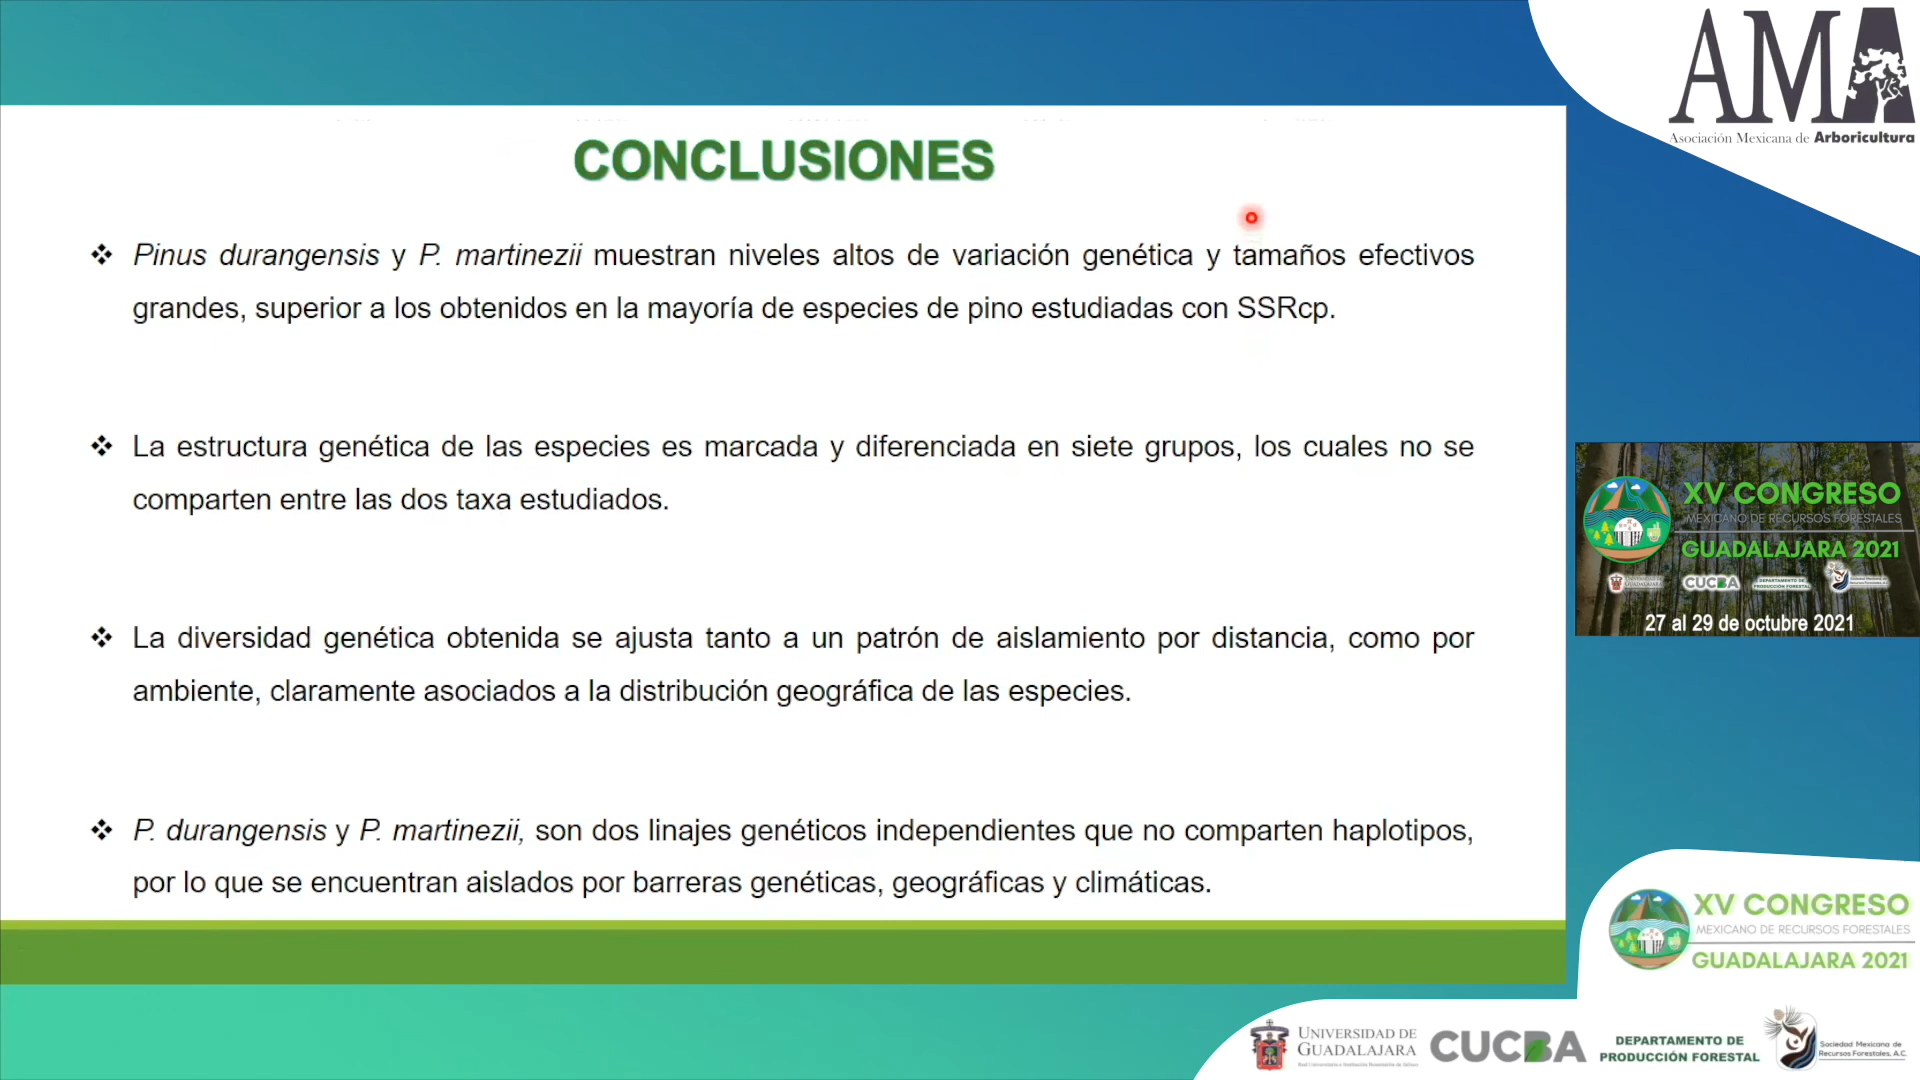 AMA
Asociación Mexicana de Arboricultura
CONCLUSIONES
❖ Pinus durangensis y P. martinezii muestran niveles altos de variación genética y tamaños efectivos
grandes, superior a los obtenidos en la mayoría de especies de pino estudiadas con SSRcp.
❖ La estructura genética de las especies es marcada y diferenciada en siete grupos, los cuales no se
comparten entre las dos taxa estudiados.
❖ La diversidad genética obtenida se ajusta tanto a un patrón de aislamiento por distancia, como por
ambiente, claramente asociados a la distribución geográfica de las especies.
❖ P. durangensis y P. martinezii, son dos linajes genéticos independientes que no comparten haplotipos,
por lo que se encuentran aislados por barreras genéticas, geográficas y climáticas.
XV CONGRESO
MEXICANO DE RECURSOS FORESTALES
GUADALAJARA 2021
CUCBA
DEPARTAMENTO DE
PRODUCCIÓN FORESTAL
27 al 29 de octubre 2021
XV CONGRESO
MEXICANO DE RECURSOS FORESTALES
GUADALAJARA 2021
UNIVERSIDAD DE
GUADALAJARA
CUCBA
DEPARTAMENTO DE
PRODUCCIÓN FORESTAL
Sociedad Mexicana de
Recursos Forestales, A.C.